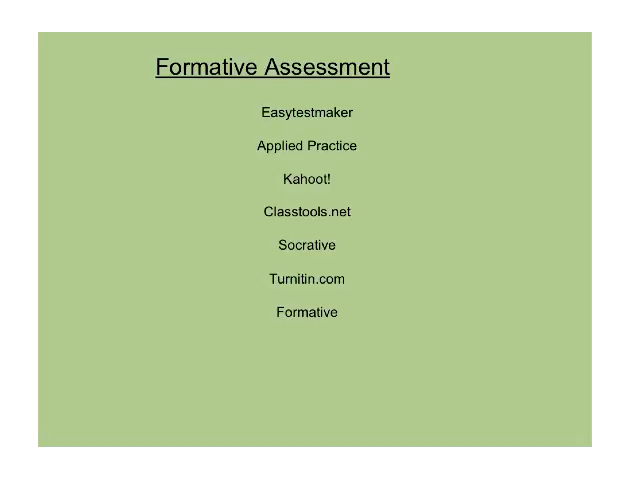 Formative Assessment
Easytestmaker
Applied Practice
Kahoot!
Classtools.net
Socrative
Turnitin.com
Formative